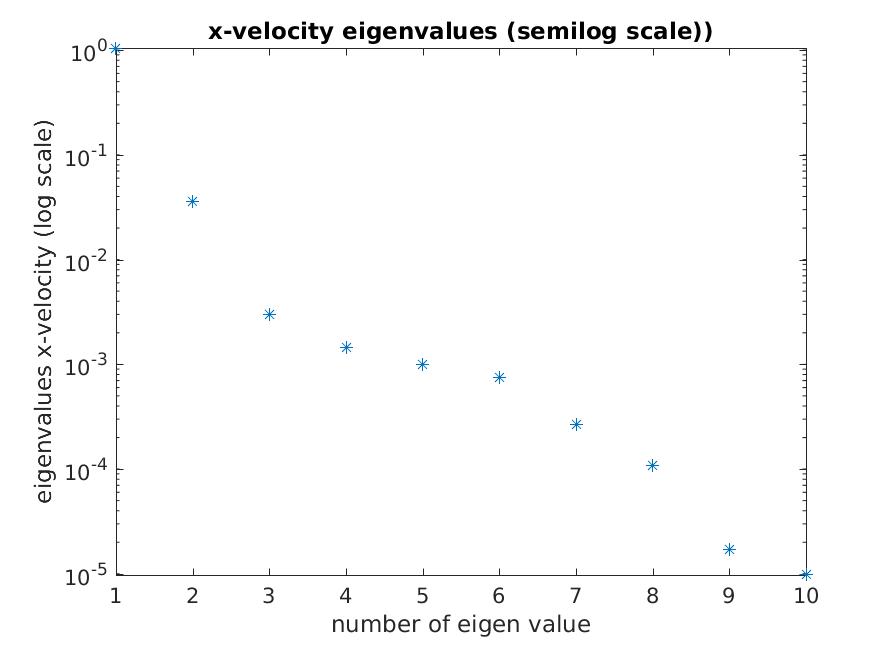 x-velocity eigenvalues (semilog scale))
eigenvalues x-velocity (log scale)
10^0
10^-1
10^-2
10^-3
10^-4
10^-5
1 2 3 4 5 6 7 8 9 10
number of eigen value